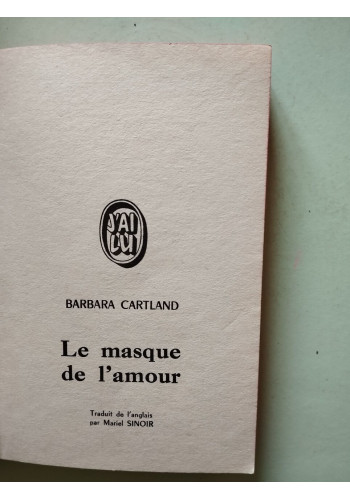 J'AI
LU
BARBARA CARTLAND
Le masque
de l'amour
Traduit de l'anglais
par Mariel SINOIR